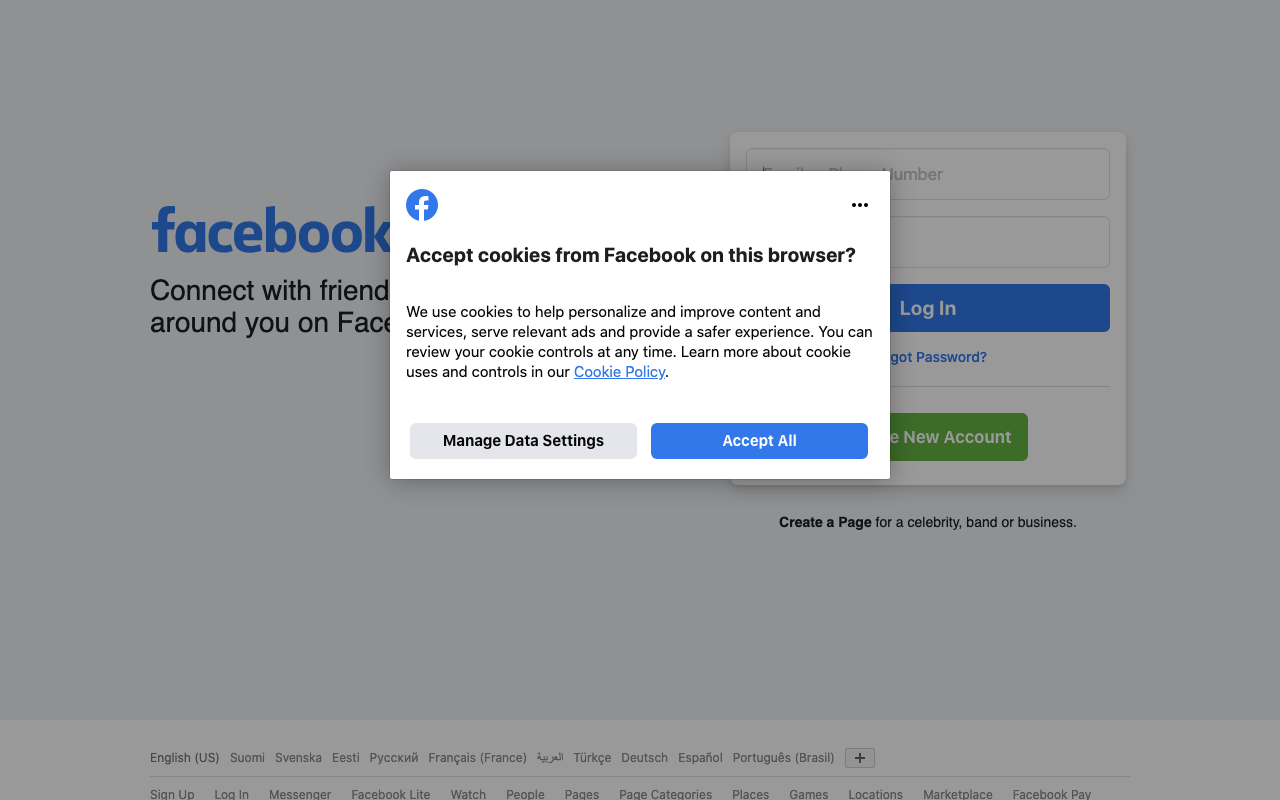 facebook
Connect with friend
around you on Face
Number
Log In
got Password?
New Account
Create a Page for a celebrity, band or business.
Accept cookies from Facebook on this browser?
We use cookies to help personalize and improve content and
services, serve relevant ads and provide a safer experience. You can
review your cookie controls at any time. Learn more about cookie
uses and controls in our Cookie Policy.
Manage Data Settings
Accept All
English (US) Suomi Svenska Eesti Русский Français (France) العربية Türkçe Deutsch Español Português (Brasil)
Sign Up Log In Messenger Facebook Lite Watch People Pages Page Categories Places Games Locations Marketplace Facebook Pay